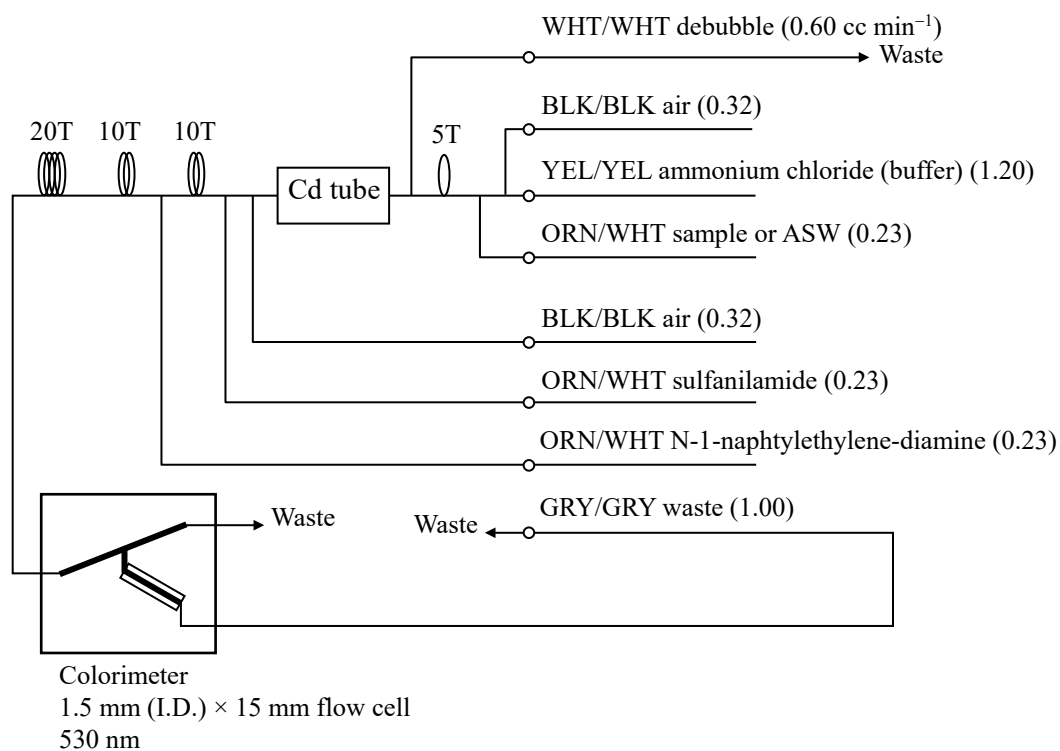 WHT/WHT debubble (0.60 cc min⁻¹)
Waste
BLK/BLK air (0.32)
20T 10T 10T 5T
YEL/YEL ammonium chloride (buffer) (1.20)
Cd tube
ORN/WHT sample or ASW (0.23)
BLK/BLK air (0.32)
ORN/WHT sulfanilamide (0.23)
ORN/WHT N-1-naphtylethylene-diamine (0.23)
GRY/GRY waste (1.00)
Waste
Waste
Colorimeter
1.5 mm (I.D.) × 15 mm flow cell
530 nm